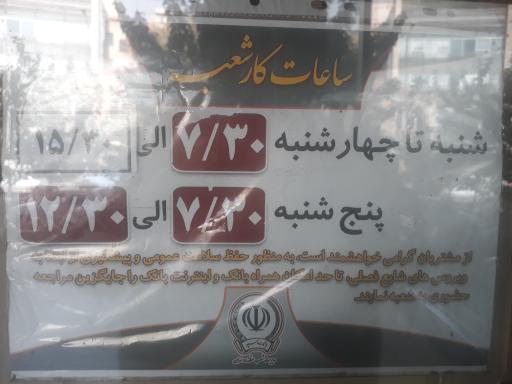 ساعات کار شعبه
شنبه تا چهارشنبه ۷/۳۰ الی ۱۵/۳۰
پنج شنبه ۷/۳۰ الی ۱۲/۳۰
از مشتریان گرامی خواهشمند است، به منظور حفظ سلامت عمومی و پیشگیری از ابتلا به
ویروس های شایع فصلی، تا حد امکان همراه بانک و اینترنت بانک را جایگزین مراجعه
حضوری به شعبه نمایند.